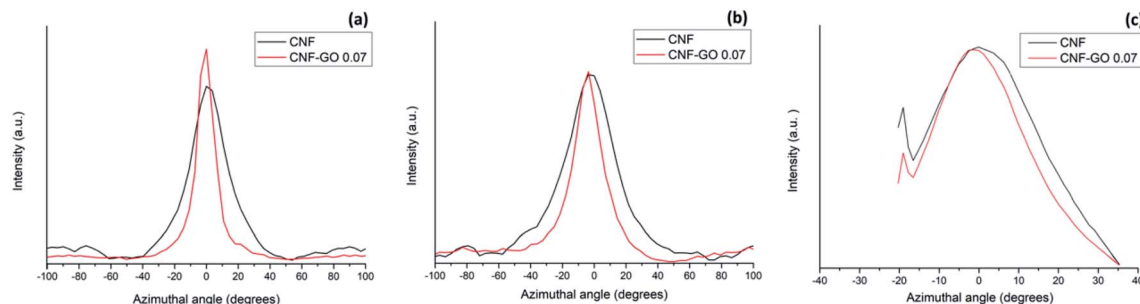 (a)
CNF
CNF-GO 0.07
Intensity (a.u.)
-100 -80 -60 -40 -20 0 20 40 60 80 100
Azimuthal angle (degrees)
(b)
CNF
CNF-GO 0.07
Intensity (a.u.)
-100 -80 -60 -40 -20 0 20 40 60 80 100
Azimuthal angle (degrees)
(c)
CNF
CNF-GO 0.07
Intensity (a.u. )
-40 -30 -20 -10 0 10 20 30 40
Azimuthal angle (degrees)